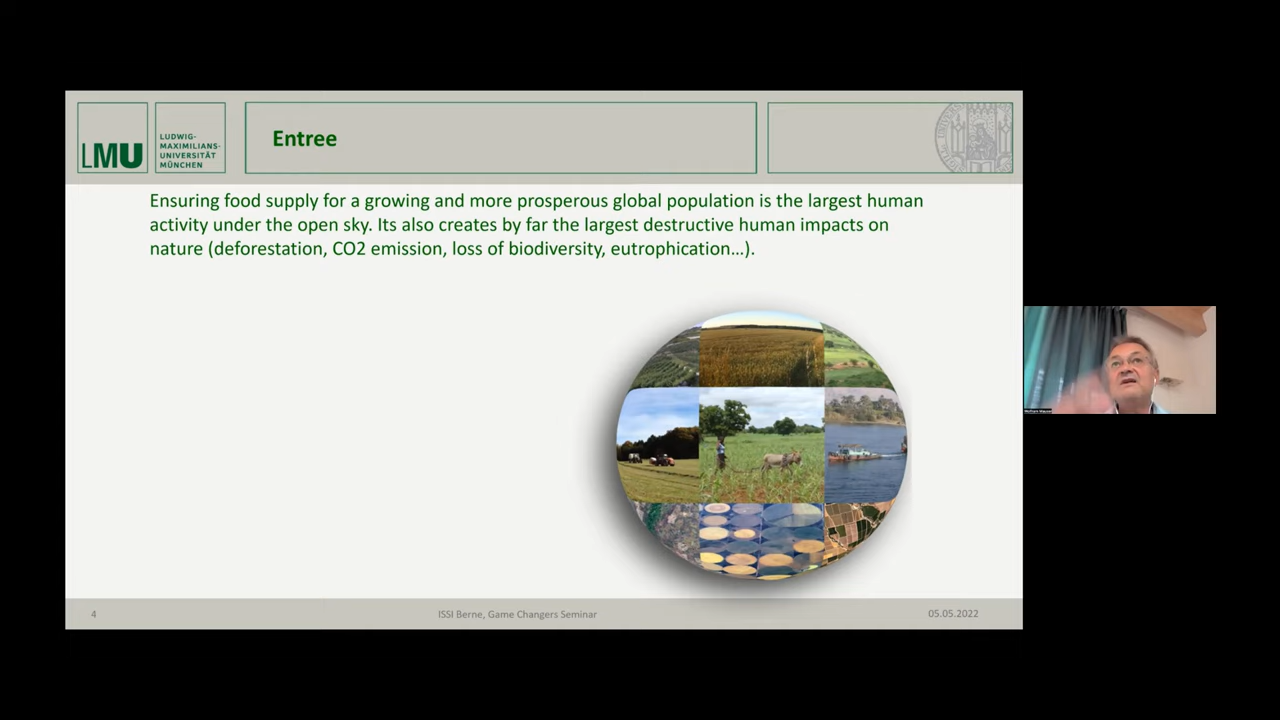 LMU
LUDWIG-
MAXIMILIANS-
UNIVERSITÄT
MÜNCHEN
Entree
Ensuring food supply for a growing and more prosperous global population is the largest human
activity under the open sky. Its also creates by far the largest destructive human impacts on
nature (deforestation, CO2 emission, loss of biodiversity, eutrophication...).
4
ISSI Berne, Game Changers Seminar
05.05.2022